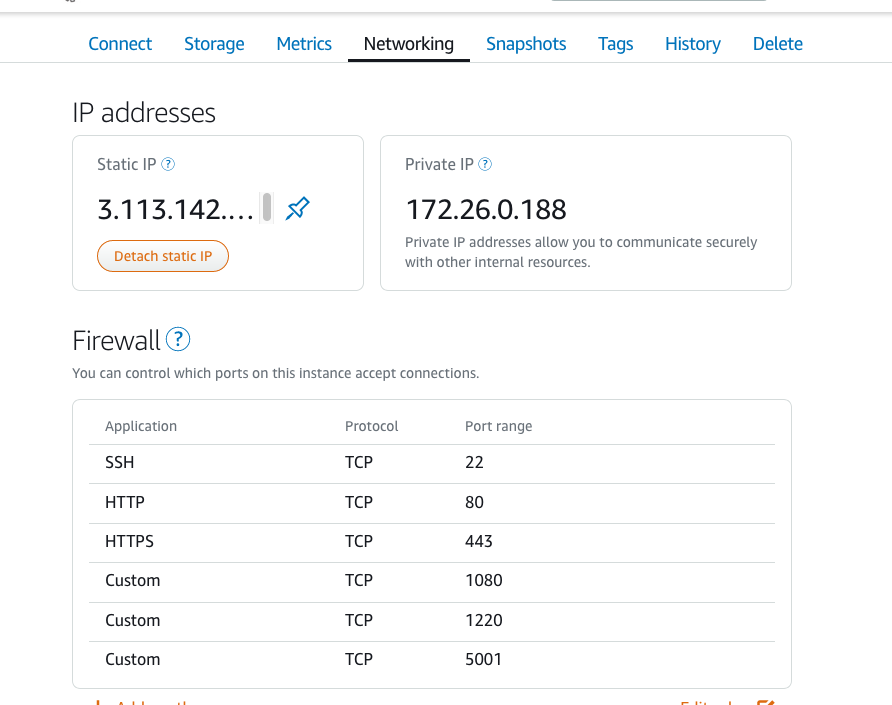 Connect Storage Metrics Networking Snapshots Tags History Delete
IP addresses
Static IP ?
3.113.142....
Detach static IP
Private IP ?
172.26.0.188
Private IP addresses allow you to communicate securely
with other internal resources.
Firewall ?
You can control which ports on this instance accept connections.
Application Protocol Port range
SSH TCP 22
HTTP TCP 80
HTTPS TCP 443
Custom TCP 1080
Custom TCP 1220
Custom TCP 5001